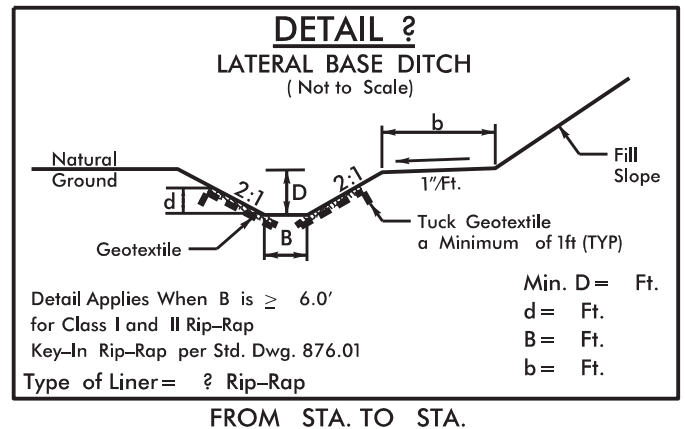 DETAIL ?
LATERAL BASE DITCH
( Not to Scale)
b
Natural
Ground
2:1
D
2:1
1"/Ft.
Fill
Slope
d
Geotextile
B
Tuck Geotextile
a Minimum of 1ft (TYP)
Detail Applies When B is ≥ 6.0'
for Class I and II Rip-Rap
Key-In Rip-Rap per Std. Dwg. 876.01
Type of Liner = ? Rip-Rap
Min. D = Ft.
d = Ft.
B = Ft.
b = Ft.
FROM STA. TO STA.